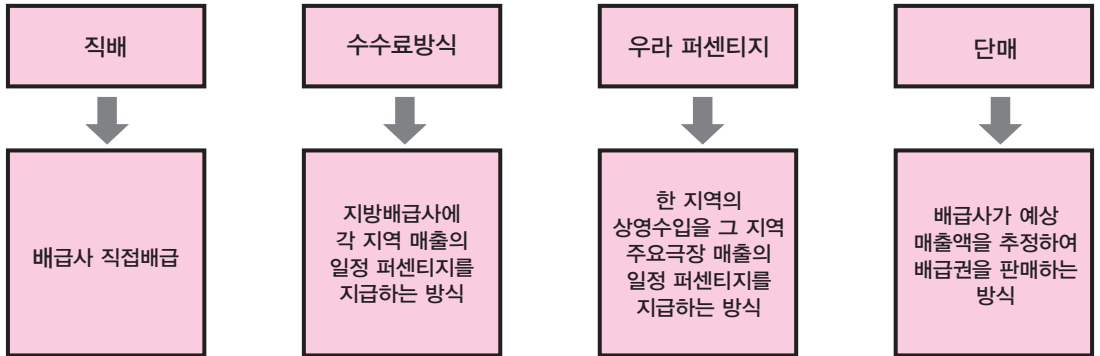 직배
수수료방식
우라 퍼센티지
단매
배급사 직접배급
지방배급사에
각 지역 매출의
일정 퍼센티지를
지급하는 방식
한 지역의
상영수입을 그 지역
주요극장 매출의
일정 퍼센티지를
지급하는 방식
배급사가 예상
매출액을 추정하여
배급권을 판매하는
방식